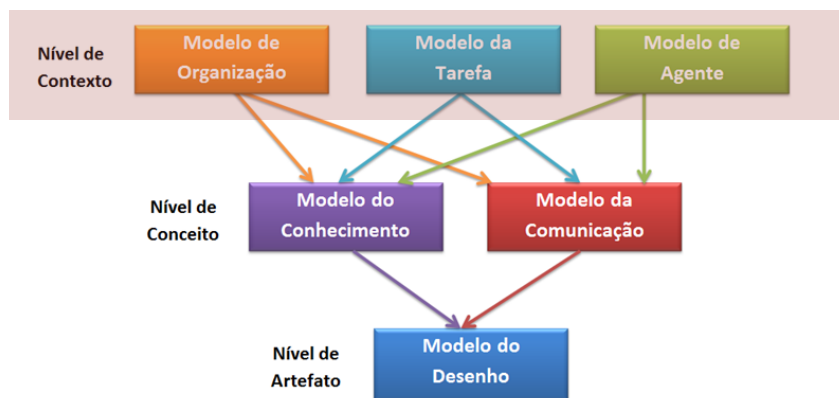 Nível de
Contexto
Modelo de
Organização
Modelo da
Tarefa
Modelo de
Agente
Nível de
Conceito
Modelo do
Conhecimento
Modelo da
Comunicação
Nível de
Artefato
Modelo do
Desenho